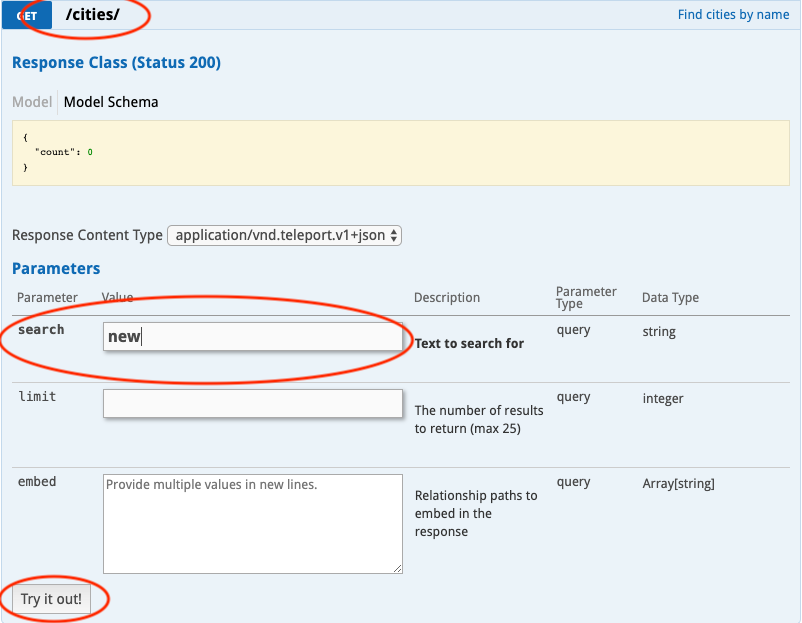 GET /cities/ Find cities by name
Response Class (Status 200)
Model Model Schema
{
"count": 0
}
Response Content Type application/vnd.teleport.v1+json
Parameters
Parameter Value Description Parameter Type Data Type
search new Text to search for query string
limit The number of results query integer
to return (max 25)
embed Provide multiple values in new lines. Relationship paths to query Array[string]
embed in the
response
Try it out!